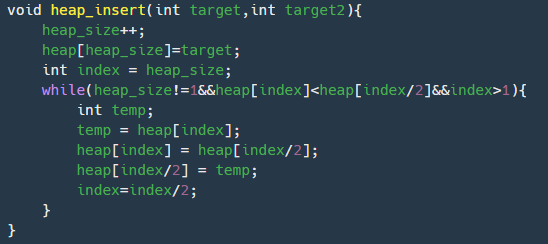 void heap_insert(int target,int target2){
    heap_size++;
    heap[heap_size]=target;
    int index = heap_size;
    while(heap_size!=1&&heap[index]<heap[index/2]&&index>1){
        int temp;
        temp = heap[index];
        heap[index] = heap[index/2];
        heap[index/2] = temp;
        index=index/2;
    }
}